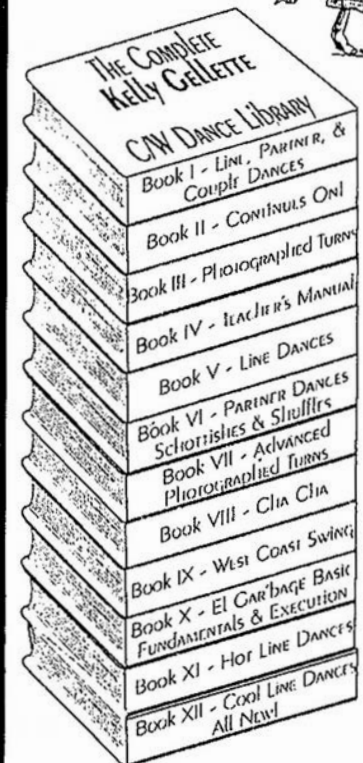 The Complete
Kelly Gellette
C/W Dance Library
Book I - Line, Partner, &
Couple Dances
Book II - Continues On!
Book III - Photographed Turns
Book IV - Teacher's Manual
Book V - Line Dances
Book VI - Partner Dances
Schottishes & Shuffles
Book VII - Advanced
Photographed Turns
Book VIII - Cha Cha
Book IX - West Coast Swing
Book X - El Gar'bage Basic
Fundamentals & Execution
Book XI - Hot Line Dances
Book XII - Cool Line Dances
All New!